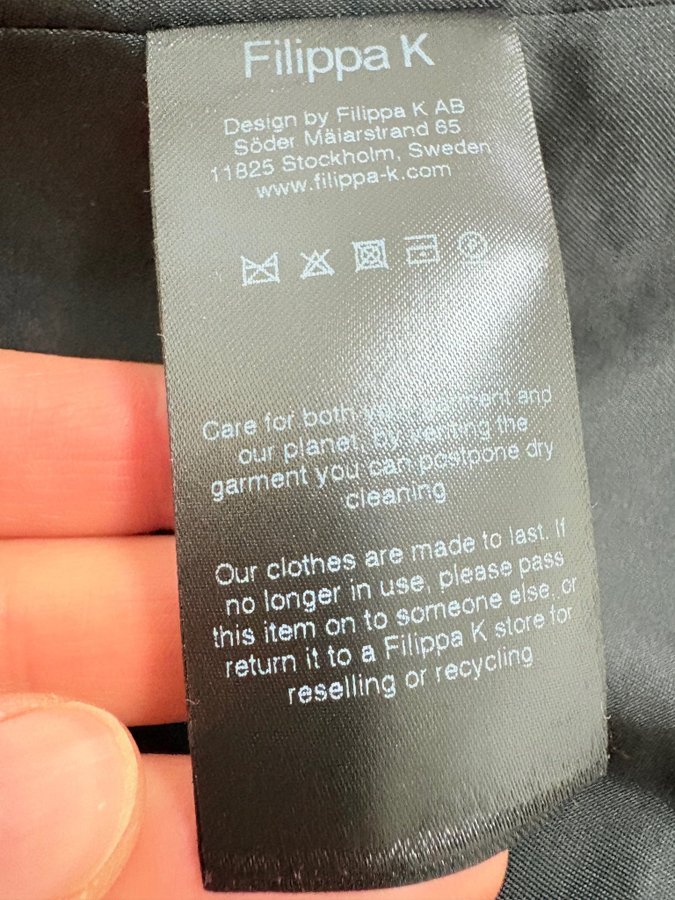 Filippa K
Design by Filippa K AB
Söder Mälarstrand 65
11825 Stockholm, Sweden
www.filippa-k.com
Care for both your garment and
our planet, by venting the
garment you can postpone dry
cleaning
Our clothes are made to last. If
no longer in use, please pass
this item on to someone else, or
return it to a Filippa K store for
reselling or recycling